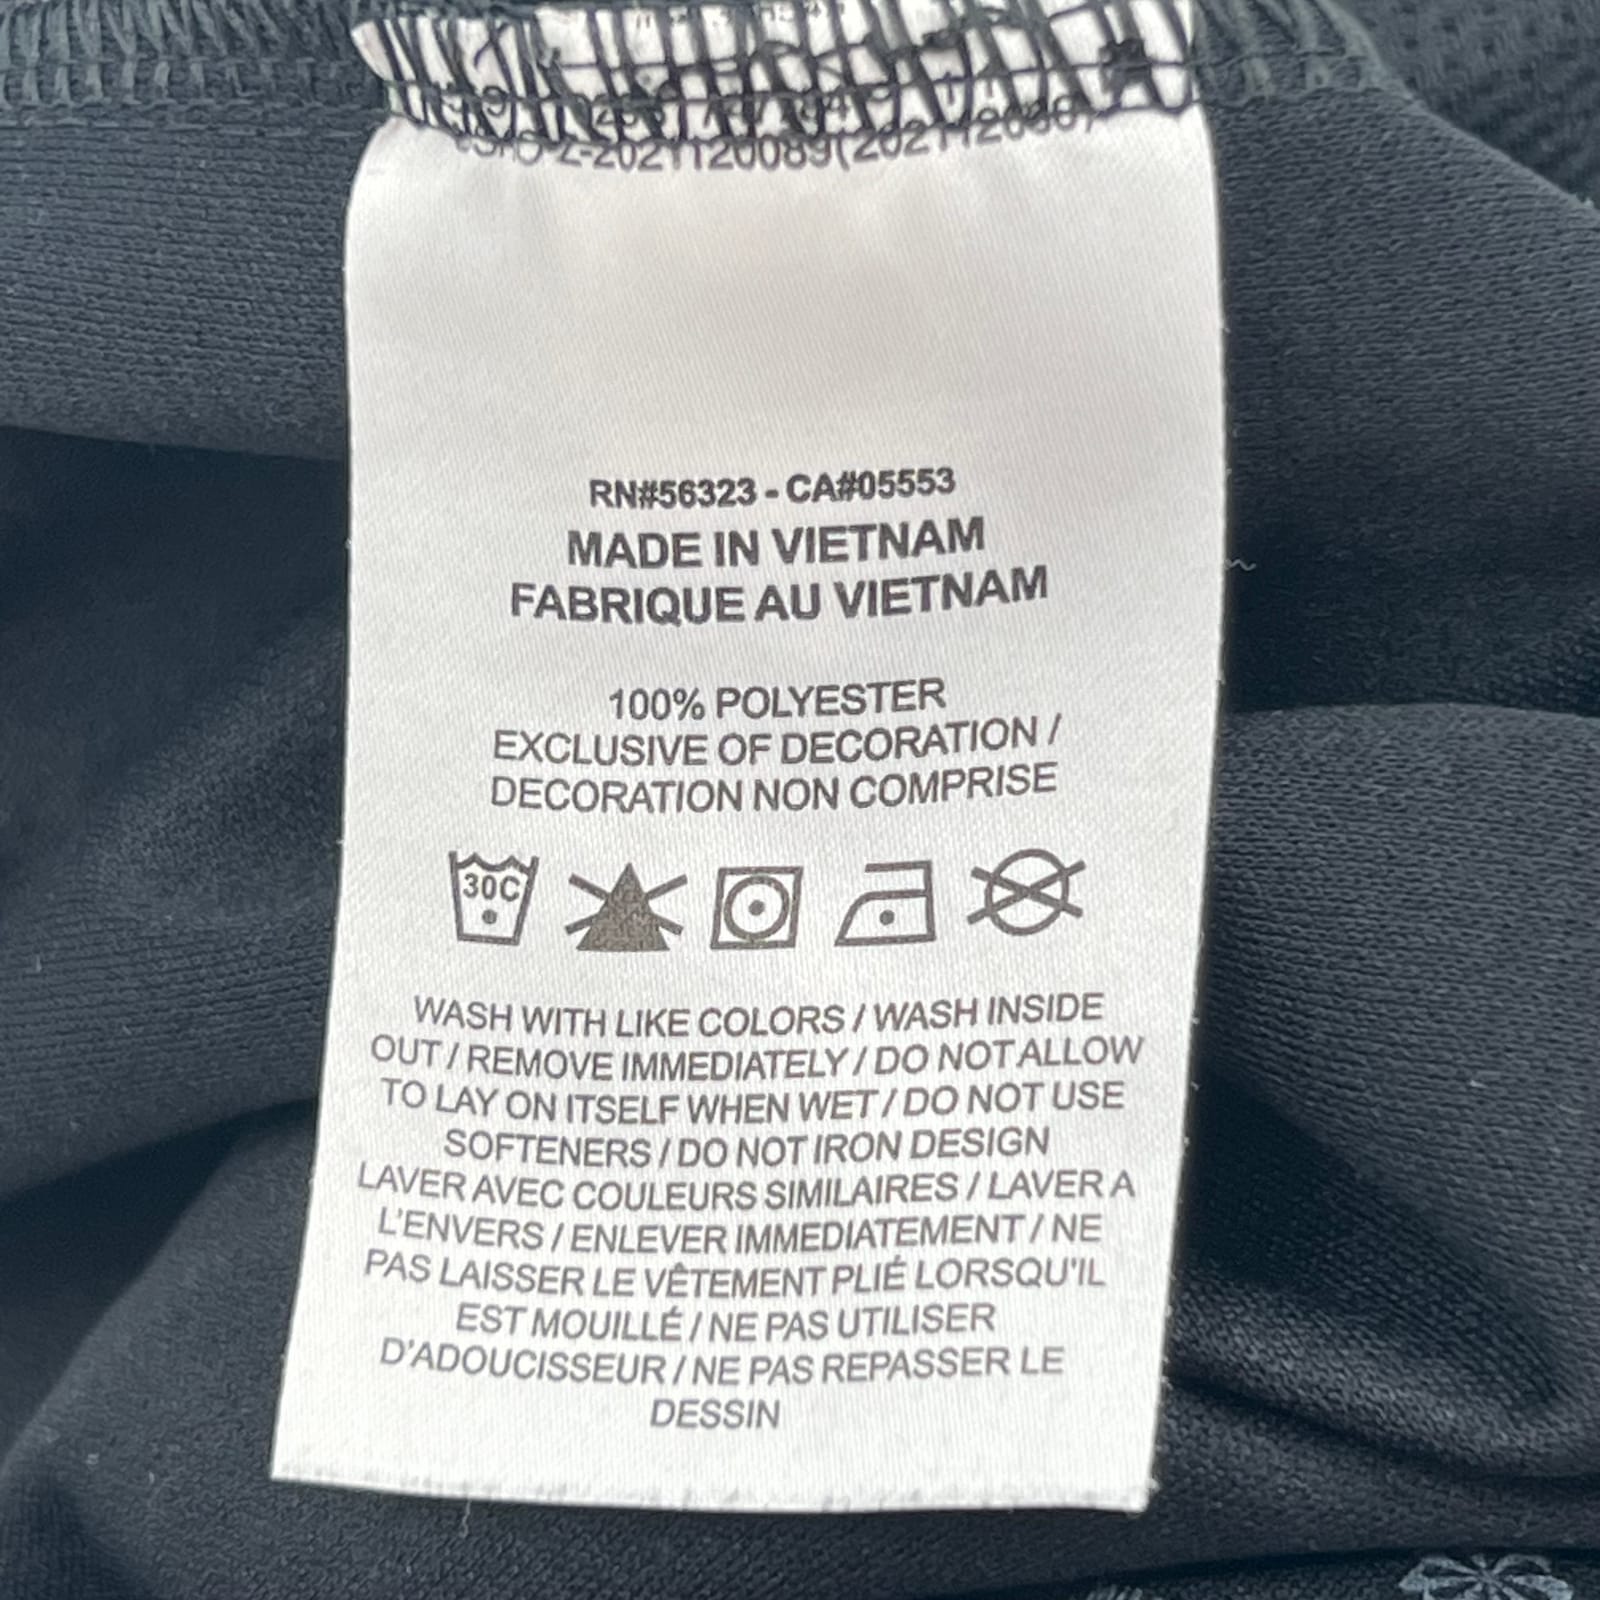 RN#56323 - CA#05553
MADE IN VIETNAM
FABRIQUE AU VIETNAM
100% POLYESTER
EXCLUSIVE OF DECORATION /
DECORATION NON COMPRISE
30C
WASH WITH LIKE COLORS / WASH INSIDE
OUT / REMOVE IMMEDIATELY / DO NOT ALLOW
TO LAY ON ITSELF WHEN WET / DO NOT USE
SOFTENERS / DO NOT IRON DESIGN
LAVER AVEC COULEURS SIMILAIRES / LAVER A
L'ENVERS / ENLEVER IMMEDIATEMENT / NE
PAS LAISSER LE VÊTEMENT PLIÉ LORSQU'IL
EST MOUILLÉ / NE PAS UTILISER
D'ADOUCISSEUR / NE PAS REPASSER LE
DESSIN